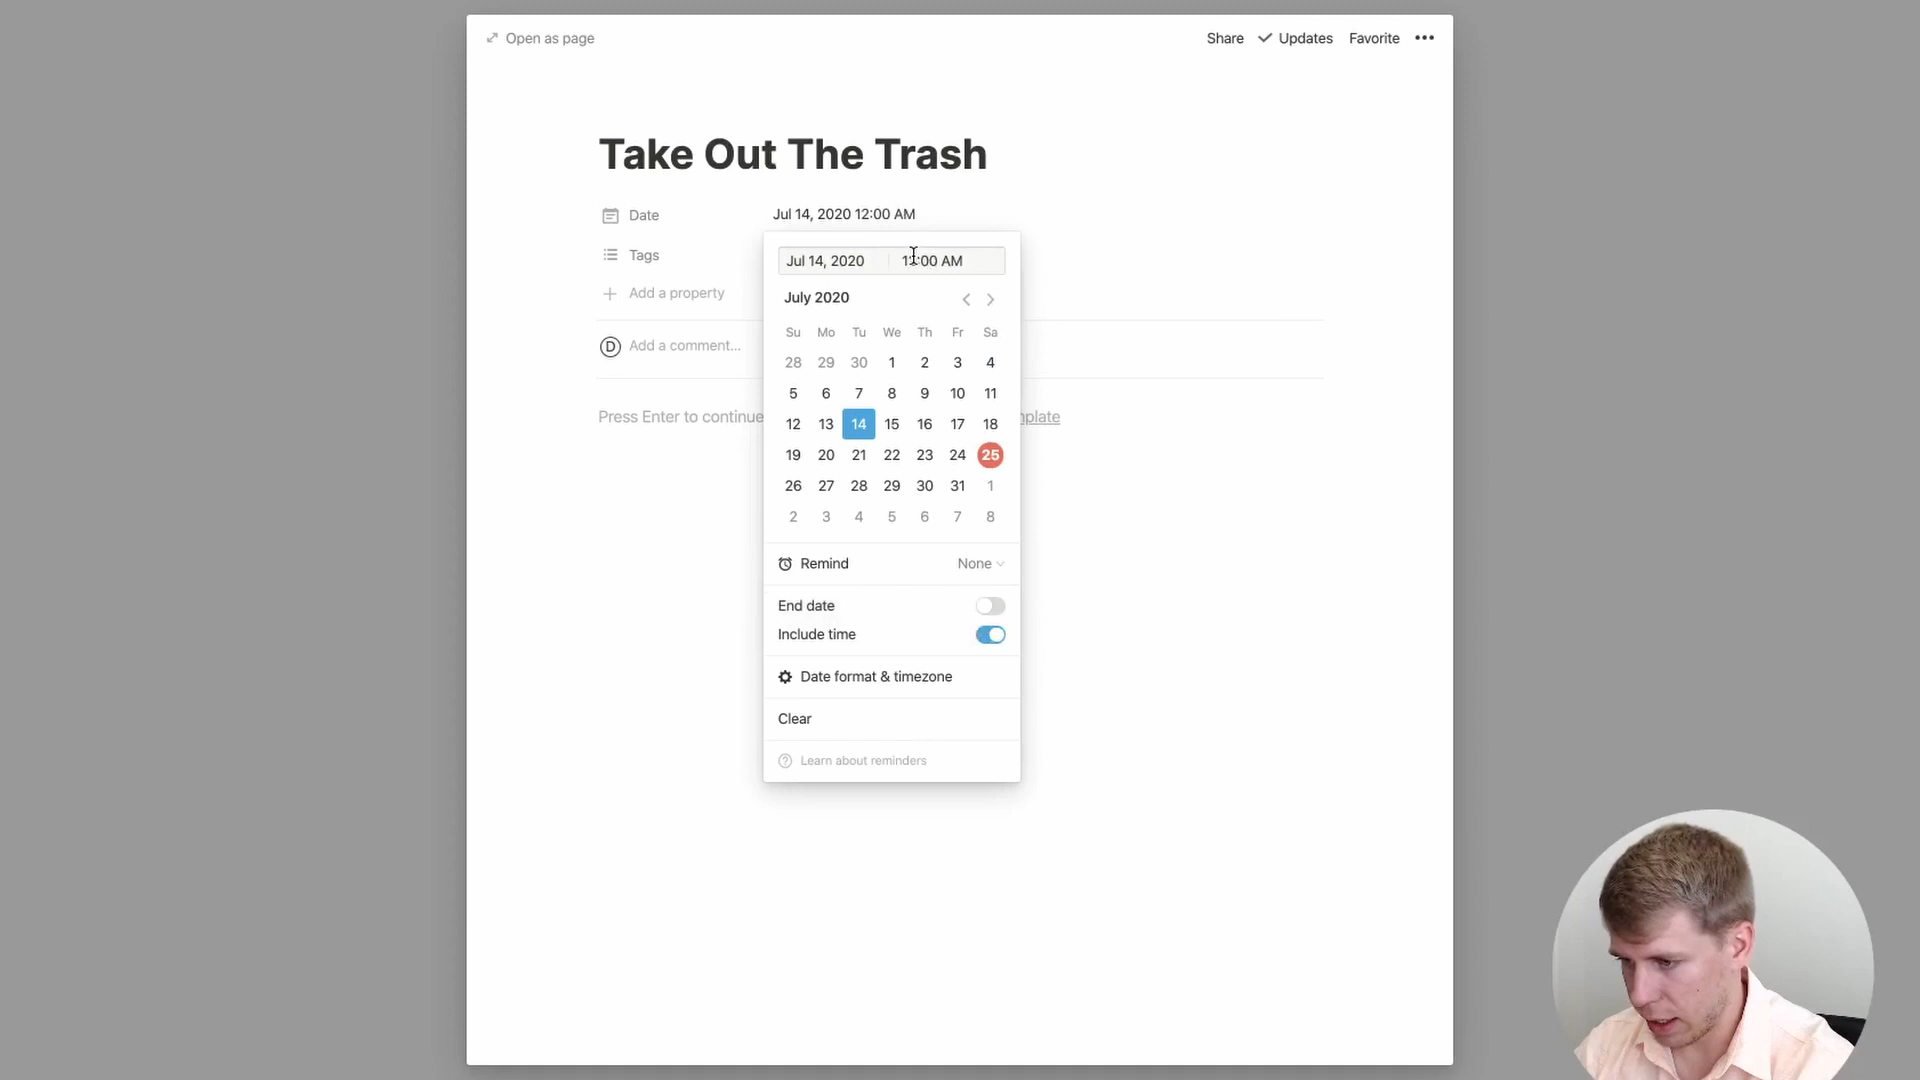 Open as page
Share Updates Favorite •••
Take Out The Trash
Date Jul 14, 2020 12:00 AM
Tags
Add a property
D Add a comment...
Press Enter to continue
mplate
Jul 14, 2020 12:00 AM
July 2020
Su Mo Tu We Th Fr Sa
28 29 30 1 2 3 4
5 6 7 8 9 10 11
12 13 14 15 16 17 18
19 20 21 22 23 24 25
26 27 28 29 30 31 1
2 3 4 5 6 7 8
Remind None
End date
Include time
Date format & timezone
Clear
Learn about reminders